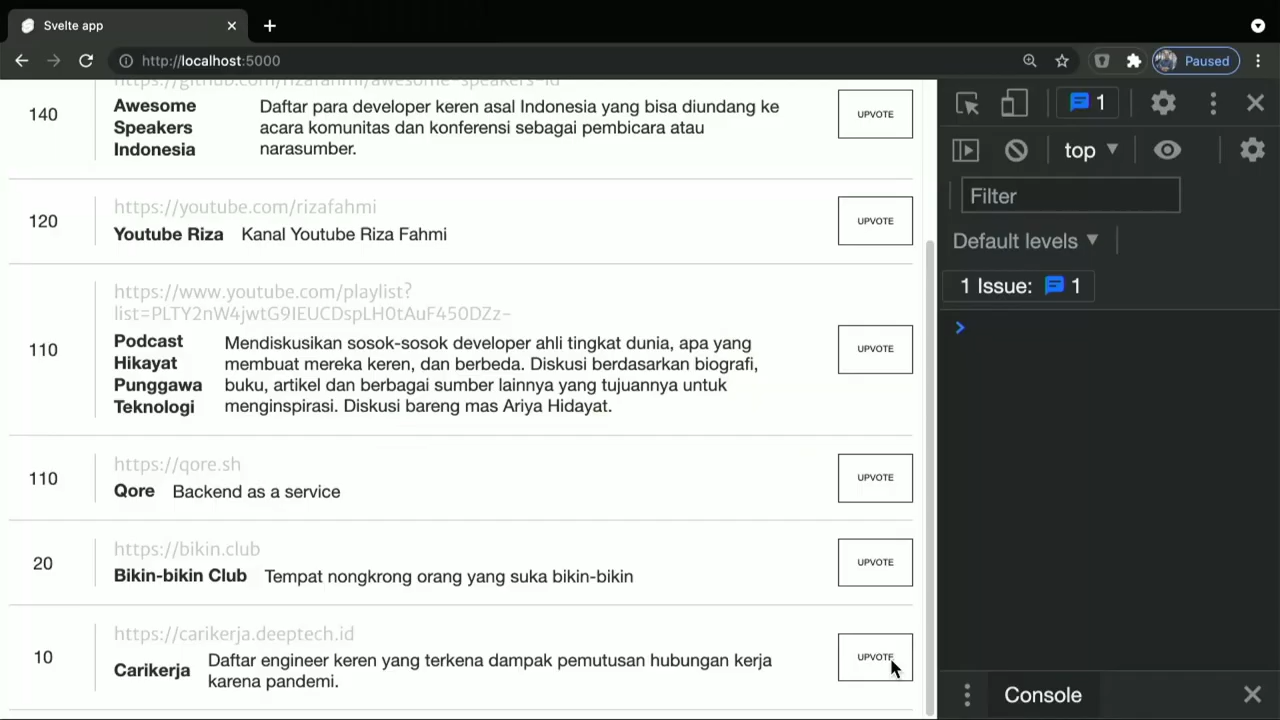 Svelte app
http://localhost:5000
Paused
https://github.com/rizafahmi/awesome-speakers-id
140
Awesome
Speakers
Indonesia
Daftar para developer keren asal Indonesia yang bisa diundang ke
acara komunitas dan konferensi sebagai pembicara atau
narasumber.
UPVOTE
120
https://youtube.com/rizafahmi
Youtube Riza Kanal Youtube Riza Fahmi
UPVOTE
110
https://www.youtube.com/playlist?
list=PLTY2nW4jwtG9IEUCDspLH0tAuF450DZz-
Podcast
Hikayat
Punggawa
Teknologi
Mendiskusikan sosok-sosok developer ahli tingkat dunia, apa yang
membuat mereka keren, dan berbeda. Diskusi berdasarkan biografi,
buku, artikel dan berbagai sumber lainnya yang tujuannya untuk
menginspirasi. Diskusi bareng mas Ariya Hidayat.
UPVOTE
110
https://qore.sh
Qore Backend as a service
UPVOTE
20
https://bikin.club
Bikin-bikin Club Tempat nongkrong orang yang suka bikin-bikin
UPVOTE
10
https://carikerja.deeptech.id
Carikerja
Daftar engineer keren yang terkena dampak pemutusan hubungan kerja
karena pandemi.
UPVOTE
1
top
Filter
Default levels
1 Issue: 1
Console